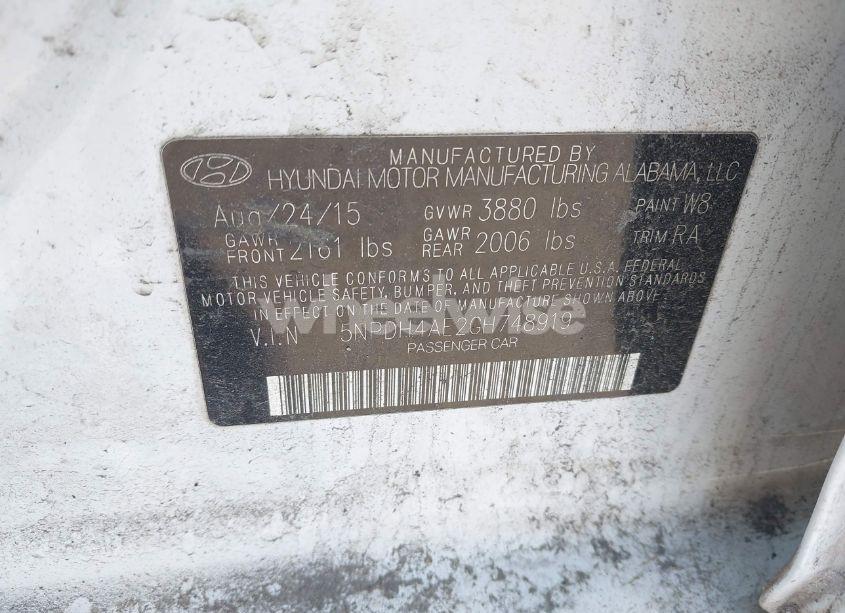 MANUFACTURED BY
HYUNDAI MOTOR MANUFACTURING ALABAMA, LLC
Aug/24/15 GVWR 3880 lbs PAINT W8
GAWR FRONT 2161 lbs GAWR REAR 2006 lbs TRIM RA
THIS VEHICLE CONFORMS TO ALL APPLICABLE U.S.A. FEDERAL
MOTOR VEHICLE SAFETY, BUMPER, AND THEFT PREVENTION STANDARDS
IN EFFECT ON THE DATE OF MANUFACTURE SHOWN ABOVE.
V.I.N
PASSENGER CAR
wheelwise